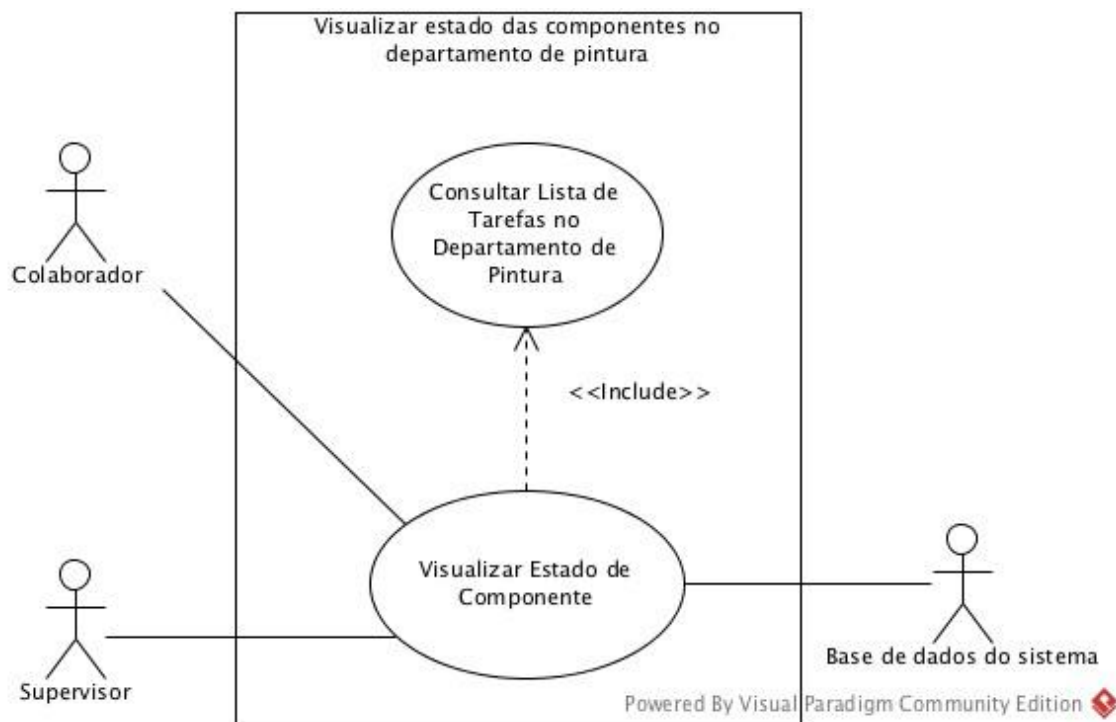 Visualizar estado das componentes no
departamento de pintura
Consultar Lista de
Tarefas no
Departamento de
Pintura
Colaborador
<<Include>>
Visualizar Estado de
Componente
Supervisor
Base de dados do sistema
Powered By Visual Paradigm Community Edition